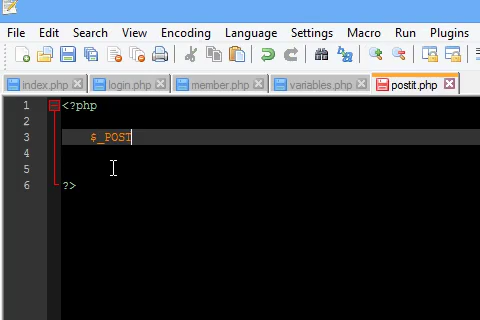 File Edit Search View Encoding Language Settings Macro Run Plugins
index.php login.php member.php variables.php postit.php
1 <?php
2
3 $_POST
4
5
6 ?>